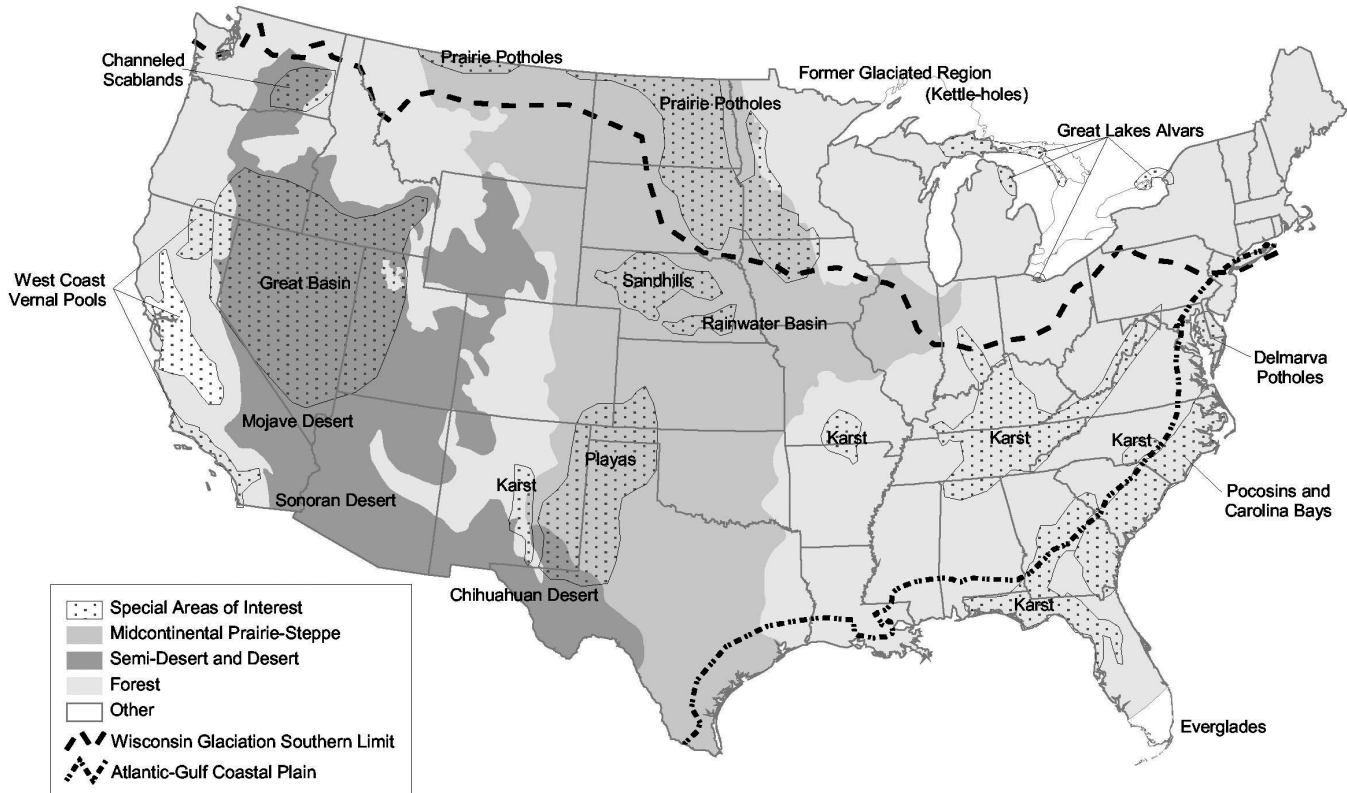 Channeled
Scablands
Prairie Potholes
Former Glaciated Region
(Kettle-holes)
Prairie Potholes
Great Lakes Alvars
West Coast
Vernal Pools
Great Basin
Sandhills
Rainwater Basin
Delmarva
Potholes
Mojave Desert
Karst
Karst
Karst
Playas
Karst
Sonoran Desert
Pocosins and
Carolina Bays
Chihuahuan Desert
Karst
Everglades
Special Areas of Interest
Midcontinental Prairie-Steppe
Semi-Desert and Desert
Forest
Other
Wisconsin Glaciation Southern Limit
Atlantic-Gulf Coastal Plain